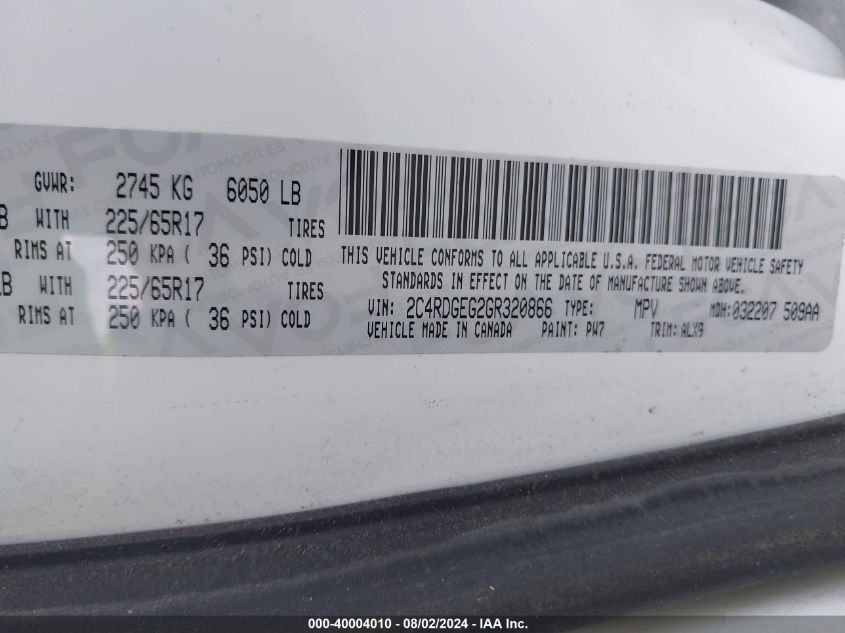 GVWR: 2745 KG 6050 LB
B WITH 225/65R17 TIRES
RIMS AT 250 KPA ( 36 PSI) COLD
LB WITH 225/65R17 TIRES
RIMS AT 250 KPA ( 36 PSI) COLD
THIS VEHICLE CONFORMS TO ALL APPLICABLE U.S.A. FEDERAL MOTOR VEHICLE SAFETY
STANDARDS IN EFFECT ON THE DATE OF MANUFACTURE SHOWN ABOVE.
VIN: 2C4RDGEG2GR320866 TYPE: MPV MDH: 032207 509AA
VEHICLE MADE IN CANADA PAINT: PW7 TRIM: ALX9
000-40004010 - 08/02/2024 - IAA Inc.